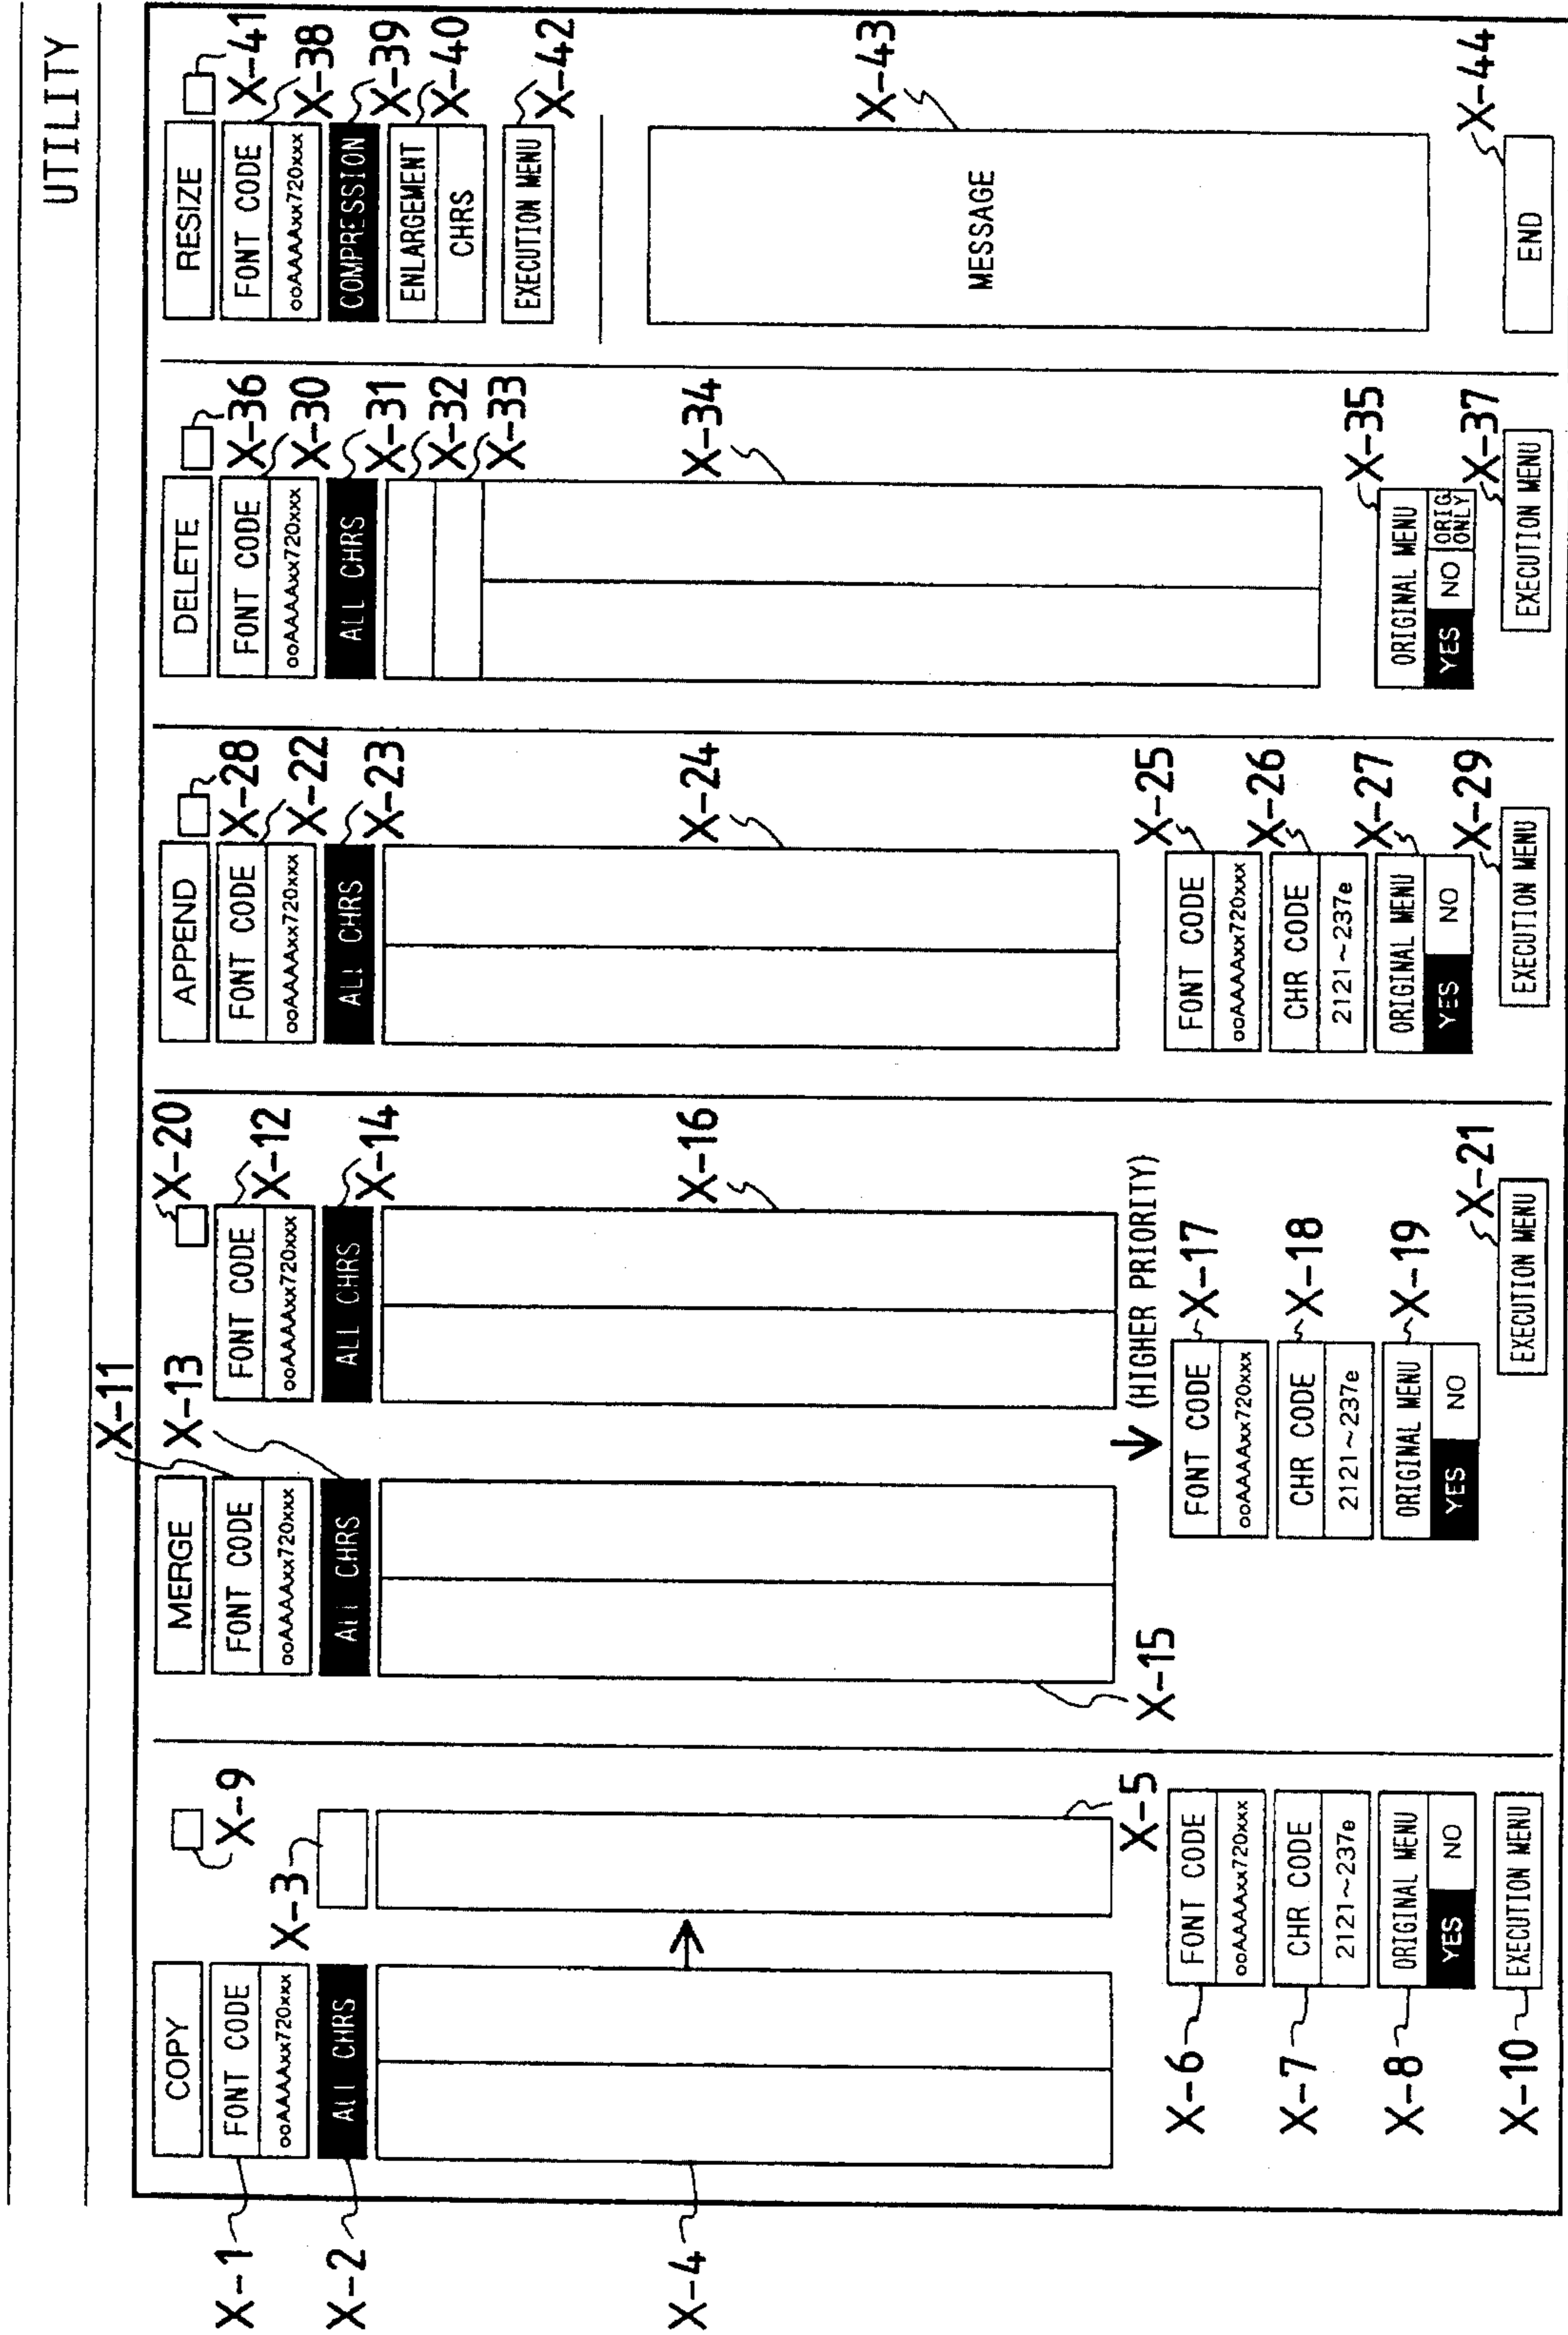 UTILITY
COPY
X-9
X-1
FONT CODE
ooAAAAxx720xxx
X-3
X-2
ALL CHRS
X-4
X-5
X-6
FONT CODE
ooAAAAxx720xxx
X-7
CHR CODE
2121~237e
X-8
ORIGINAL MENU
YES NO
X-10
EXECUTION MENU
X-11
X-13
MERGE
X-20
FONT CODE
ooAAAAxx720xxx
FONT CODE
X-12
ooAAAAxx720xxx
ALL CHRS
ALL CHRS
X-14
X-16
X-15
(HIGHER PRIORITY)
FONT CODE
X-17
ooAAAAxx720xxx
CHR CODE
X-18
2121~237e
ORIGINAL MENU
X-19
YES NO
X-21
EXECUTION MENU
APPEND
X-28
FONT CODE
X-22
ooAAAAxx720xxx
ALL CHRS
X-23
X-24
X-25
FONT CODE
ooAAAAxx720xxx
X-26
CHR CODE
2121~237e
X-27
ORIGINAL MENU
YES NO
X-29
EXECUTION MENU
DELETE
X-36
FONT CODE
X-30
ooAAAAxx720xxx
ALL CHRS
X-31
X-32
X-33
X-34
X-35
ORIGINAL MENU
YES NO ORIG.
ONLY
X-37
EXECUTION MENU
RESIZE
X-41
FONT CODE
X-38
ooAAAAxx720xxx
COMPRESSION
X-39
ENLARGEMENT
X-40
CHRS
EXECUTION MENU
X-42
X-43
MESSAGE
X-44
END